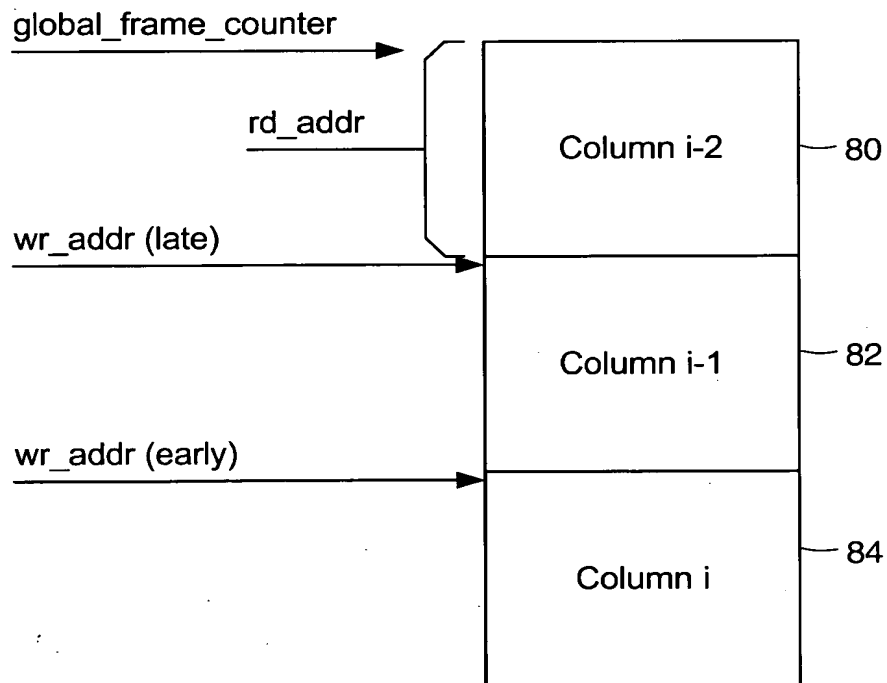 global_frame_counter
rd_addr
Column i-2
80
wr_addr (late)
Column i-1
82
wr_addr (early)
Column i
84